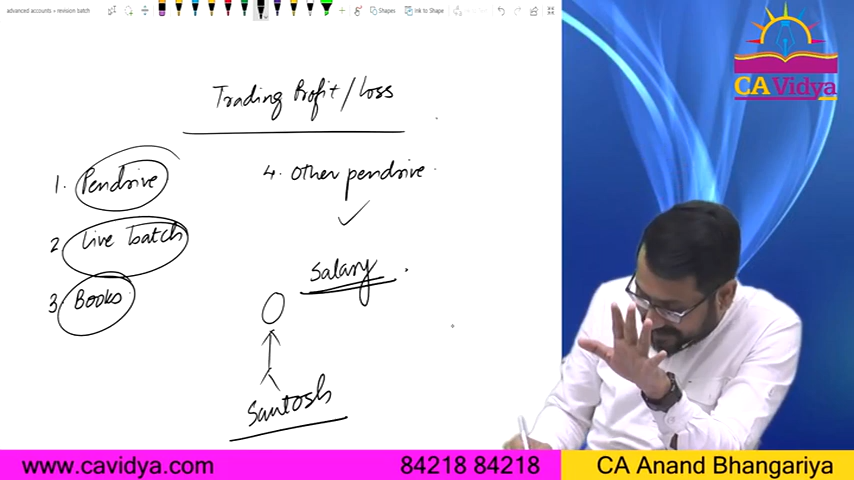 advanced accounts + revision batch
Shapes
Ink to Shape
CA Vidya
Trading Profit/Loss
1. Pendrive
4. Other pendrive
2 Live batch
Salary
3. Books
Santosh
www.cavidya.com
84218 84218
CA Anand Bhangariya